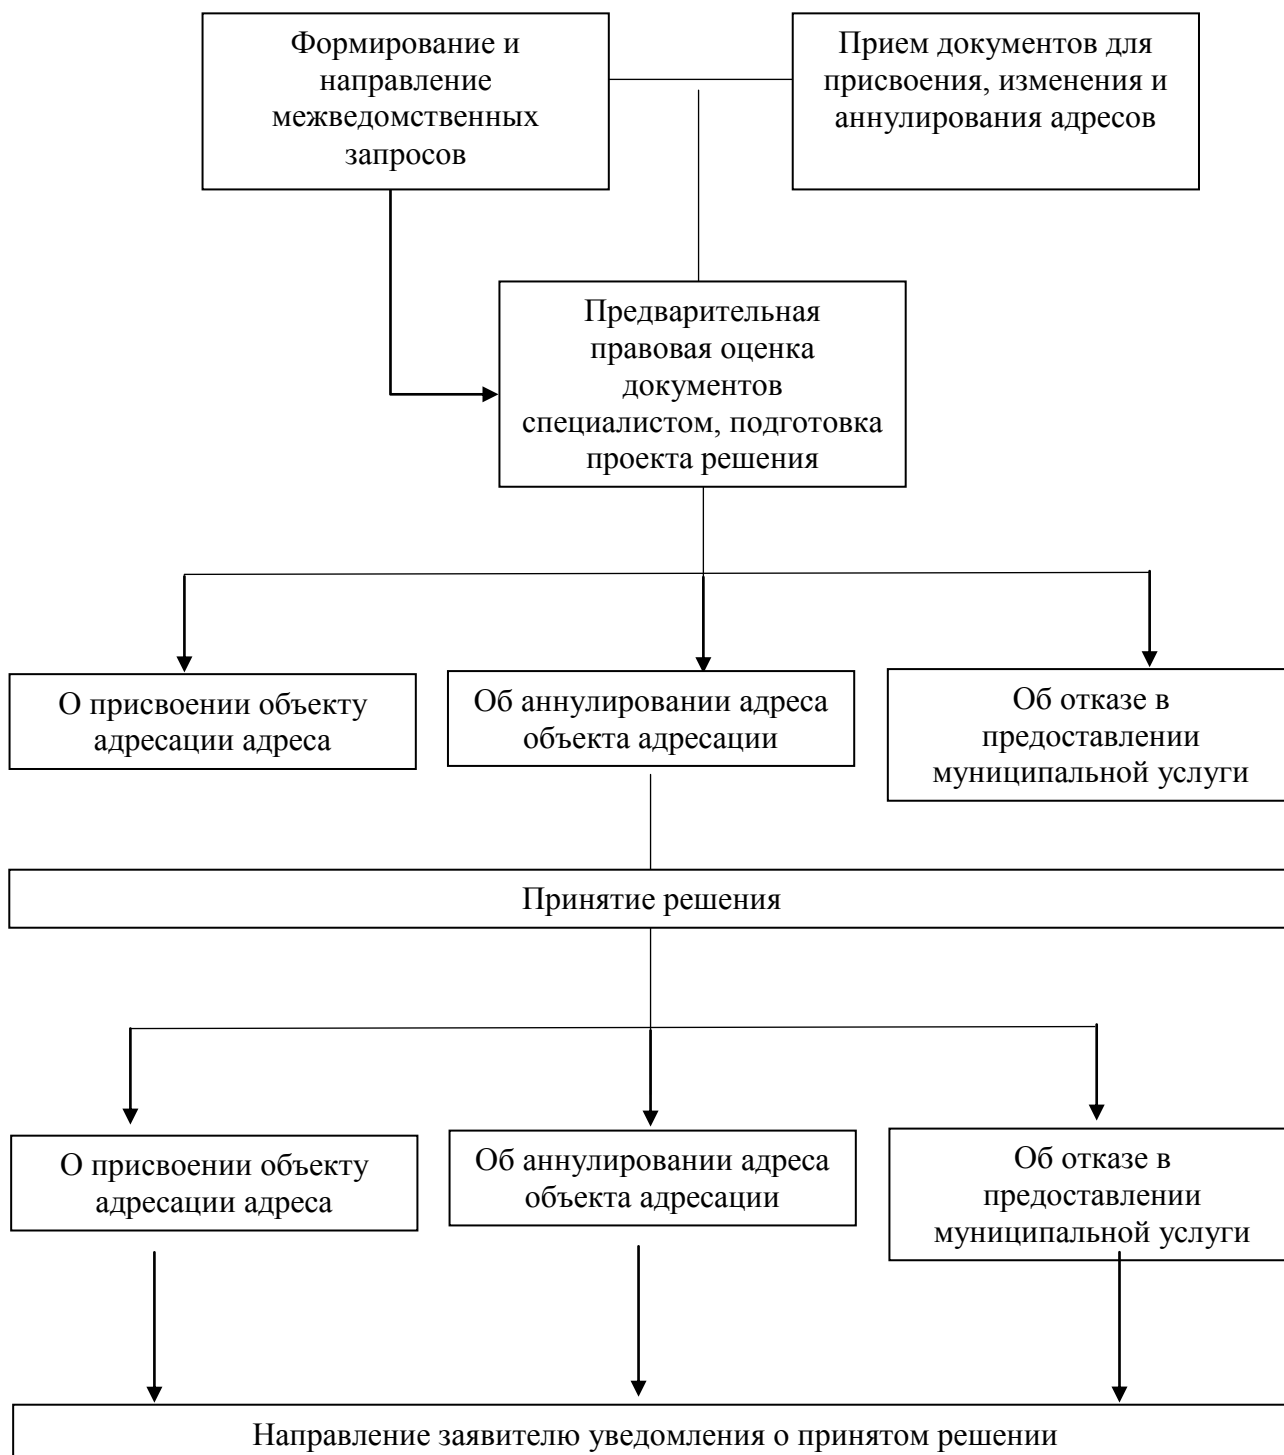 Формирование и
направление
межведомственных
запросов
Прием документов для
присвоения, изменения и
аннулирования адресов
Предварительная
правовая оценка
документов
специалистом, подготовка
проекта решения
О присвоении объекту
адресации адреса
Об аннулировании адреса
объекта адресации
Об отказе в
предоставлении
муниципальной услуги
Принятие решения
О присвоении объекту
адресации адреса
Об аннулировании адреса
объекта адресации
Об отказе в
предоставлении
муниципальной услуги
Направление заявителю уведомления о принятом решении